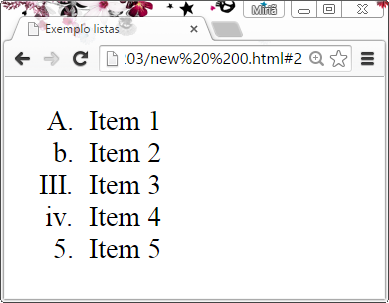 Miriã
Exemplo listas
:03/new%20%200.html#2
A. Item 1
b. Item 2
III. Item 3
iv. Item 4
5. Item 5